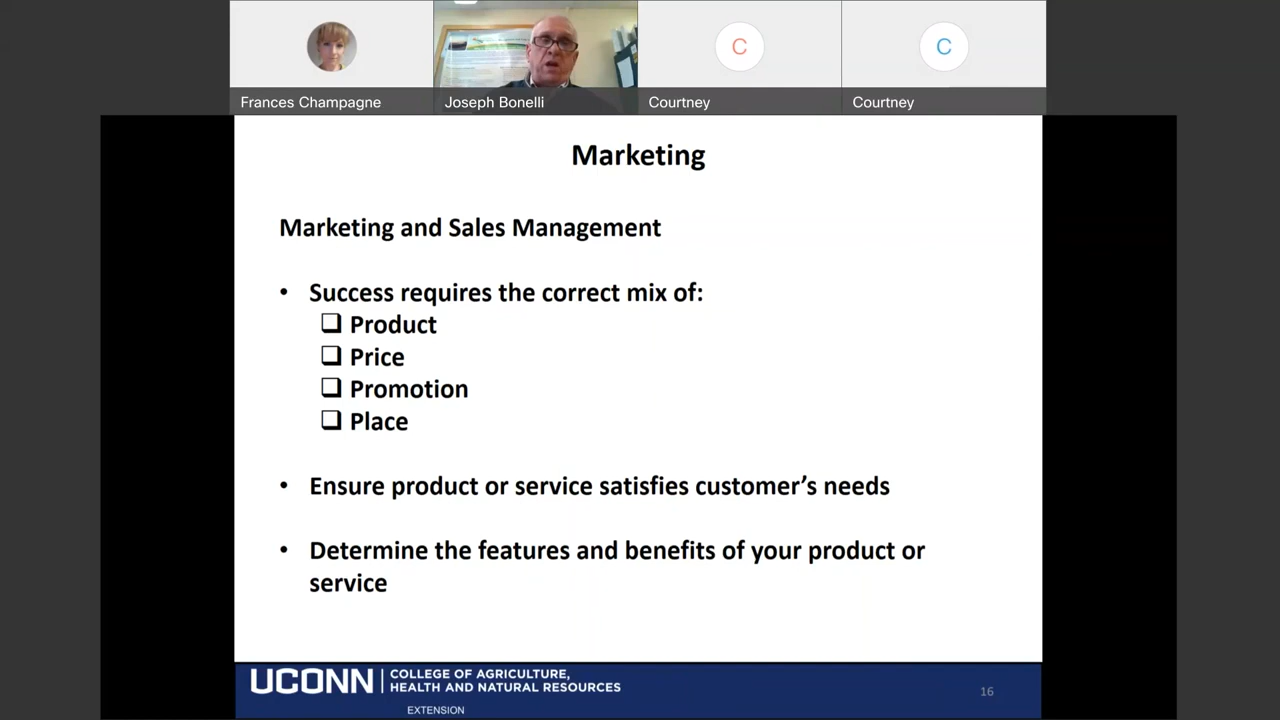 C
C
Frances Champagne
Joseph Bonelli
Courtney
Courtney
Marketing
Marketing and Sales Management
• Success requires the correct mix of:
❑ Product
❑ Price
❑ Promotion
❑ Place
• Ensure product or service satisfies customer’s needs
• Determine the features and benefits of your product or
service
UCONN
COLLEGE OF AGRICULTURE,
HEALTH AND NATURAL RESOURCES
EXTENSION
16